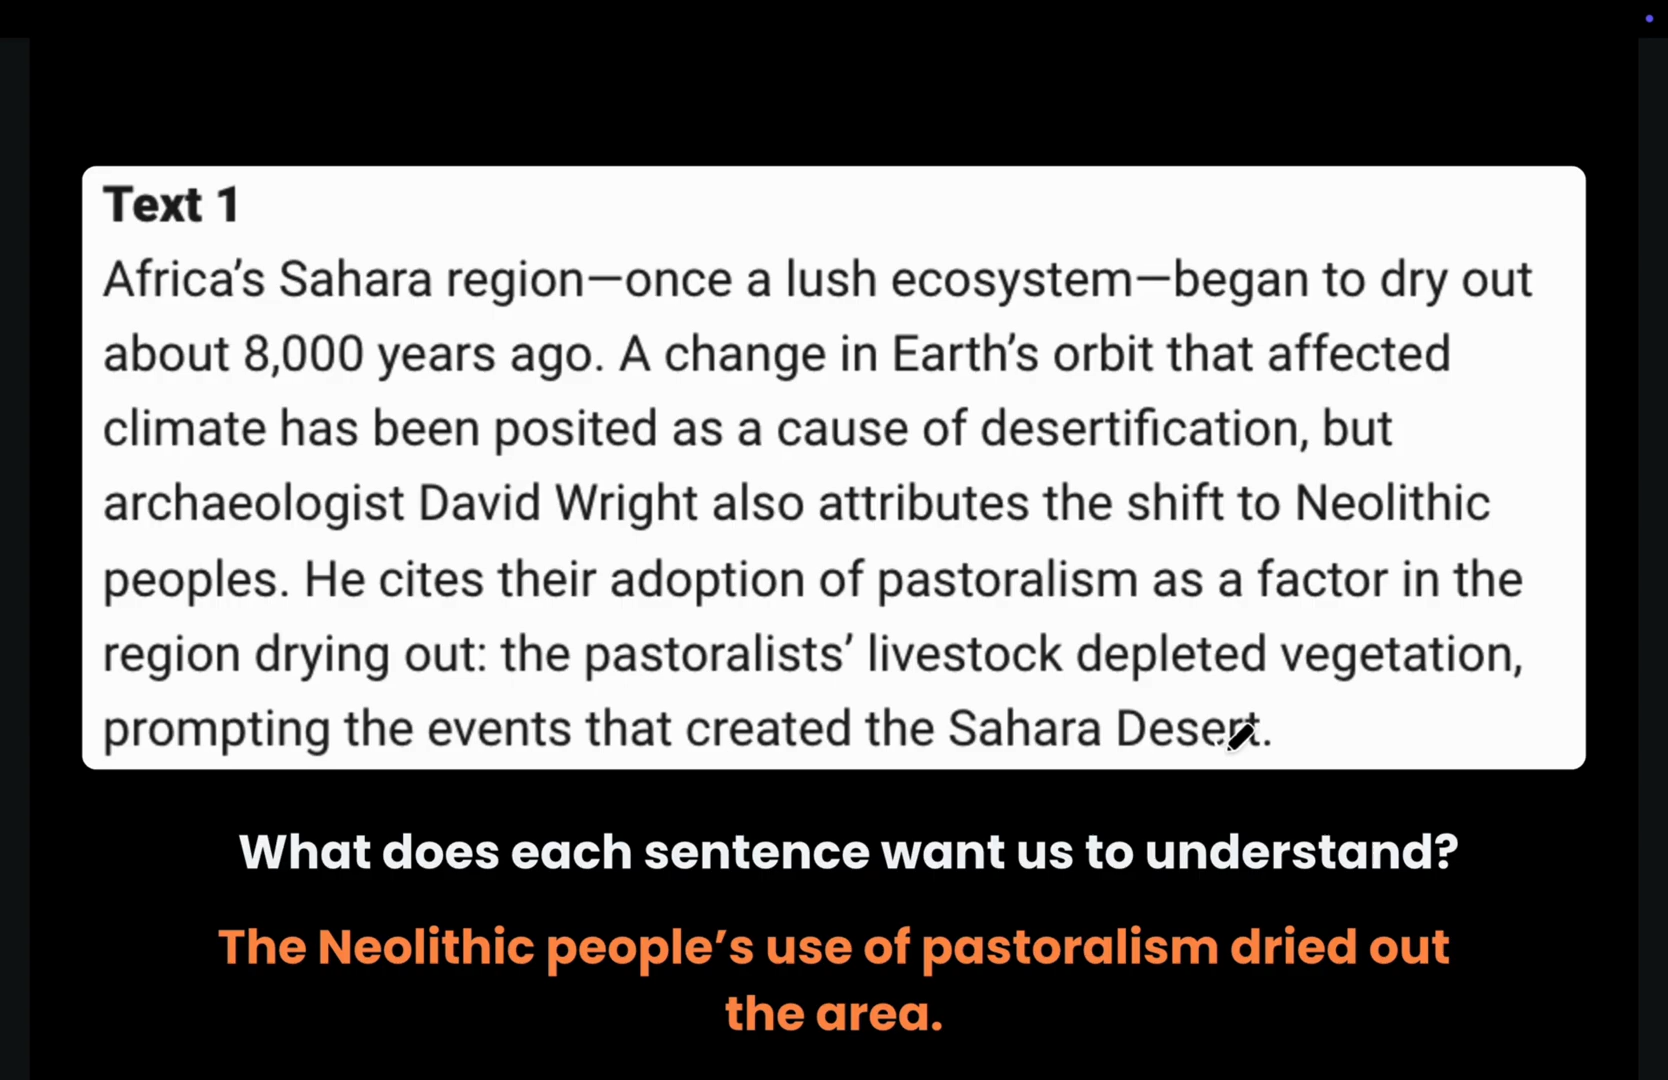 Text 1
Africa’s Sahara region—once a lush ecosystem—began to dry out
about 8,000 years ago. A change in Earth’s orbit that affected
climate has been posited as a cause of desertification, but
archaeologist David Wright also attributes the shift to Neolithic
peoples. He cites their adoption of pastoralism as a factor in the
region drying out: the pastoralists’ livestock depleted vegetation,
prompting the events that created the Sahara Desert.
What does each sentence want us to understand?
The Neolithic people’s use of pastoralism dried out
the area.